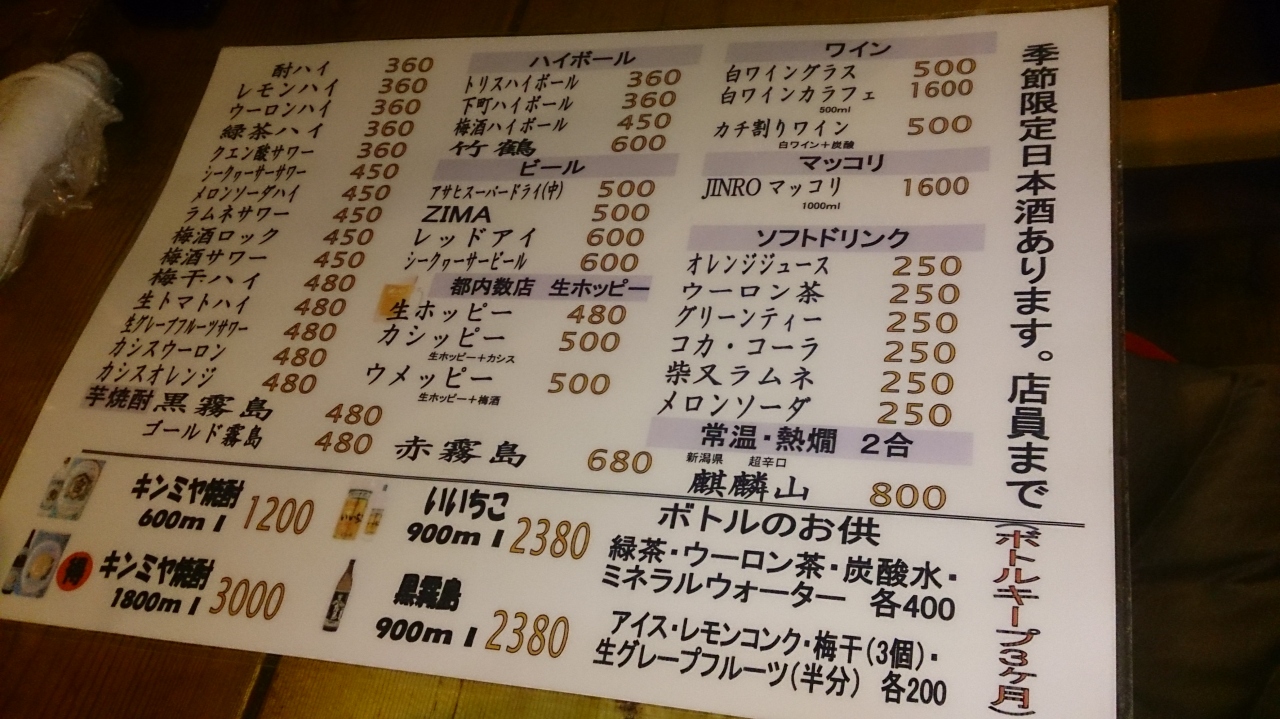 酎ハイ 360
レモンハイ 360
ウーロンハイ 360
緑茶ハイ 360
クエン酸サワー 360
シークヮーサーサワー 450
メロンソーダハイ 450
ラムネサワー 450
梅酒ロック 450
梅酒サワー 450
梅干ハイ 480
生トマトハイ 480
生グレープフルーツサワー 480
カシスウーロン 480
カシスオレンジ 480
芋焼酎 黒霧島 480
ゴールド霧島 480
赤霧島 680
ハイボール
トリスハイボール 360
下町ハイボール 360
梅酒ハイボール 450
竹鶴 600
ビール
アサヒスーパードライ(中) 500
ZIMA 500
レッドアイ 600
シークヮーサービール 600
都内数店 生ホッピー
生ホッピー 480
カシッピー 500
生ホッピー+カシス
ウメッピー 500
生ホッピー+梅酒
ワイン
白ワイングラス 500
白ワインカラフェ 1600
500ml
カチ割りワイン 500
白ワイン+炭酸
マッコリ
JINRO マッコリ 1600
1000ml
ソフトドリンク
オレンジジュース 250
ウーロン茶 250
グリーンティー 250
コカ・コーラ 250
柴又ラムネ 250
メロンソーダ 250
常温・熱燗 2合
新潟県 超辛口
麒麟山 800
季節限定日本酒あります。店員まで
キンミヤ焼酎
600ml 1200
得 キンミヤ焼酎
1800ml 3000
いいちこ
900ml 2380
黒霧島
900ml 2380
ボトルのお供
緑茶・ウーロン茶・炭酸水・
ミネラルウォーター 各400
アイス・レモンコンク・梅干(3個)・
生グレープフルーツ(半分) 各200
(ボトルキープ3ヶ月)